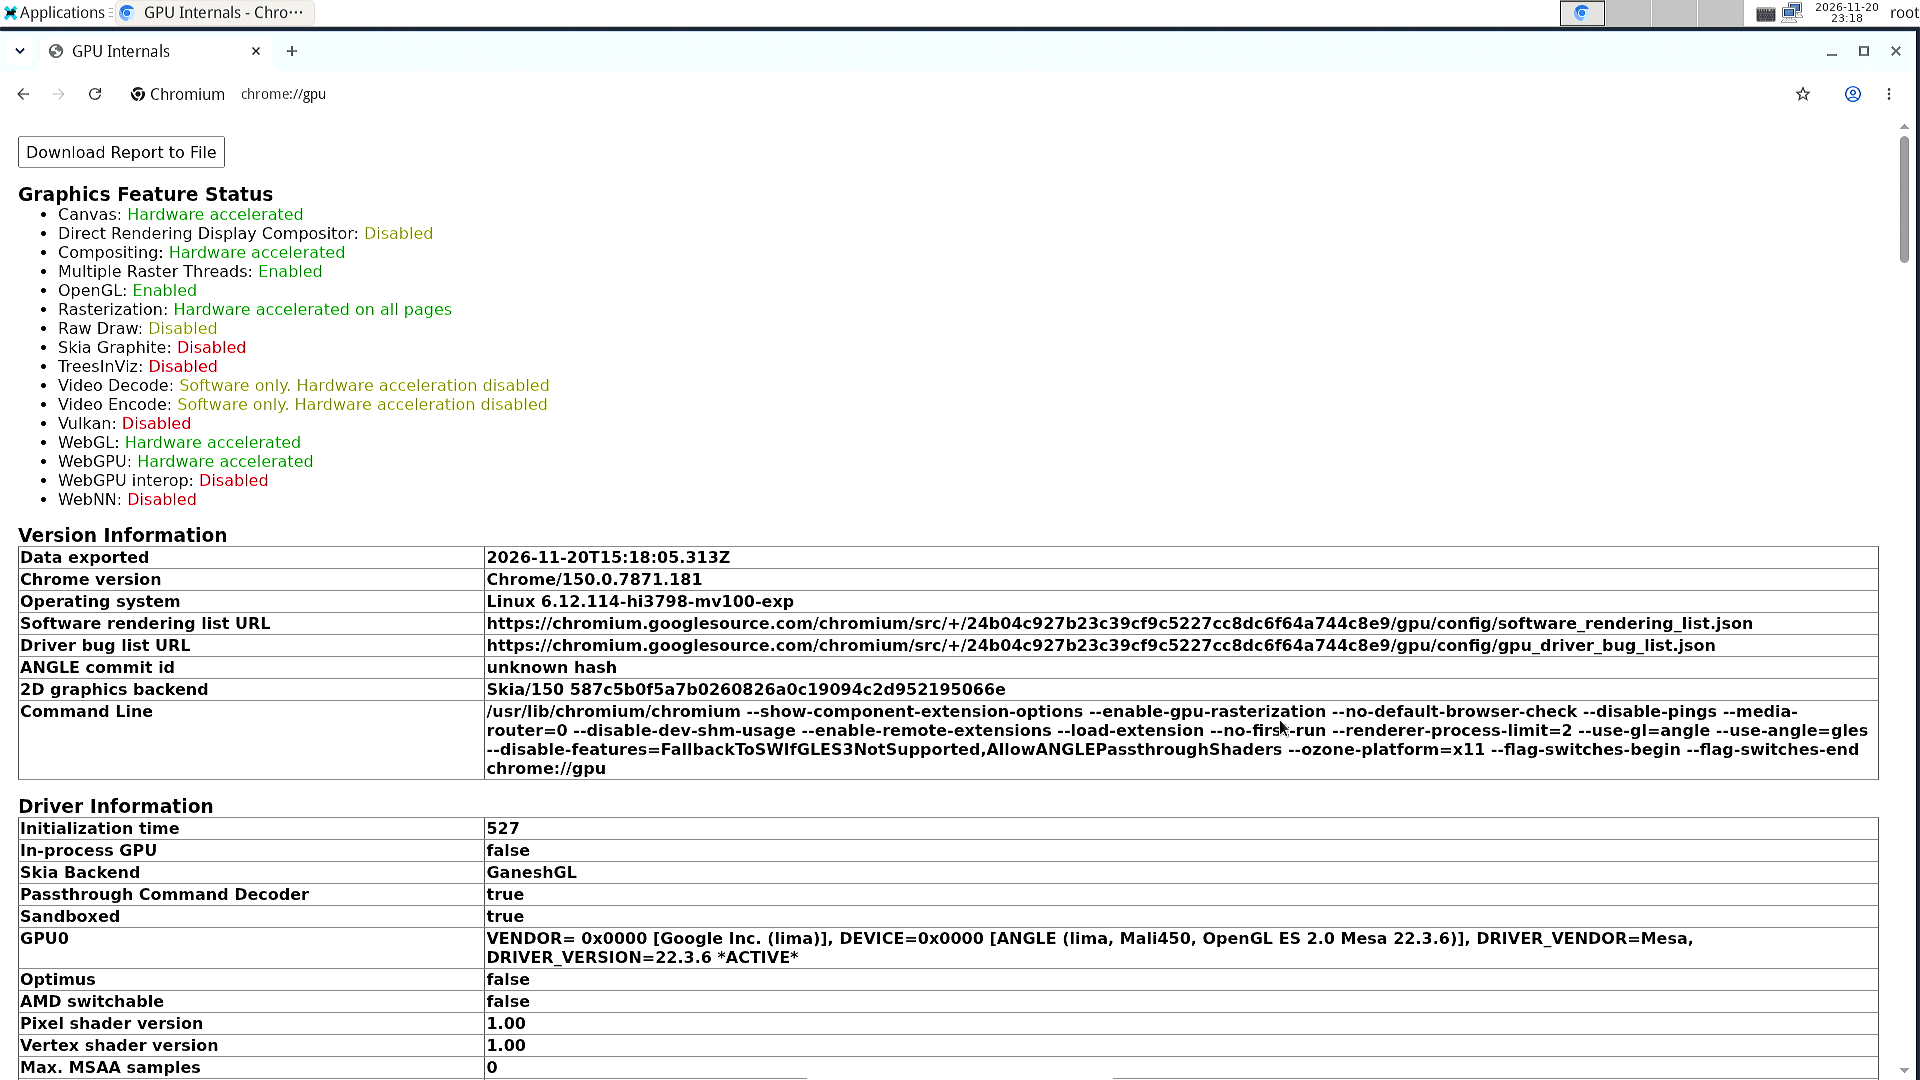 Applications
GPU Internals - Chro···
2026-11-20
23:18
root
GPU Internals
Chromium
chrome://gpu
Download Report to File
Graphics Feature Status
• Canvas: Hardware accelerated
• Direct Rendering Display Compositor: Disabled
• Compositing: Hardware accelerated
• Multiple Raster Threads: Enabled
• OpenGL: Enabled
• Rasterization: Hardware accelerated on all pages
• Raw Draw: Disabled
• Skia Graphite: Disabled
• TreesInViz: Disabled
• Video Decode: Software only. Hardware acceleration disabled
• Video Encode: Software only. Hardware acceleration disabled
• Vulkan: Disabled
• WebGL: Hardware accelerated
• WebGPU: Hardware accelerated
• WebGPU interop: Disabled
• WebNN: Disabled
Version Information
Data exported 2026-11-20T15:18:05.313Z
Chrome version Chrome/150.0.7871.181
Operating system Linux 6.12.114-hi3798-mv100-exp
Software rendering list URL https://chromium.googlesource.com/chromium/src/+/24b04c927b23c39cf9c5227cc8dc6f64a744c8e9/gpu/config/software_rendering_list.json
Driver bug list URL https://chromium.googlesource.com/chromium/src/+/24b04c927b23c39cf9c5227cc8dc6f64a744c8e9/gpu/config/gpu_driver_bug_list.json
ANGLE commit id unknown hash
2D graphics backend Skia/150 587c5b0f5a7b0260826a0c19094c2d952195066e
Command Line /usr/lib/chromium/chromium --show-component-extension-options --enable-gpu-rasterization --no-default-browser-check --disable-pings --media-
router=0 --disable-dev-shm-usage --enable-remote-extensions --load-extension --no-first-run --renderer-process-limit=2 --use-gl=angle --use-angle=gles
--disable-features=FallbackToSWIfGLES3NotSupported,AllowANGLEPassthroughShaders --ozone-platform=x11 --flag-switches-begin --flag-switches-end
chrome://gpu
Driver Information
Initialization time 527
In-process GPU false
Skia Backend GaneshGL
Passthrough Command Decoder true
Sandboxed true
GPU0 VENDOR= 0x0000 [Google Inc. (lima)], DEVICE=0x0000 [ANGLE (lima, Mali450, OpenGL ES 2.0 Mesa 22.3.6)], DRIVER_VENDOR=Mesa,
DRIVER_VERSION=22.3.6 *ACTIVE*
Optimus false
AMD switchable false
Pixel shader version 1.00
Vertex shader version 1.00
Max. MSAA samples 0